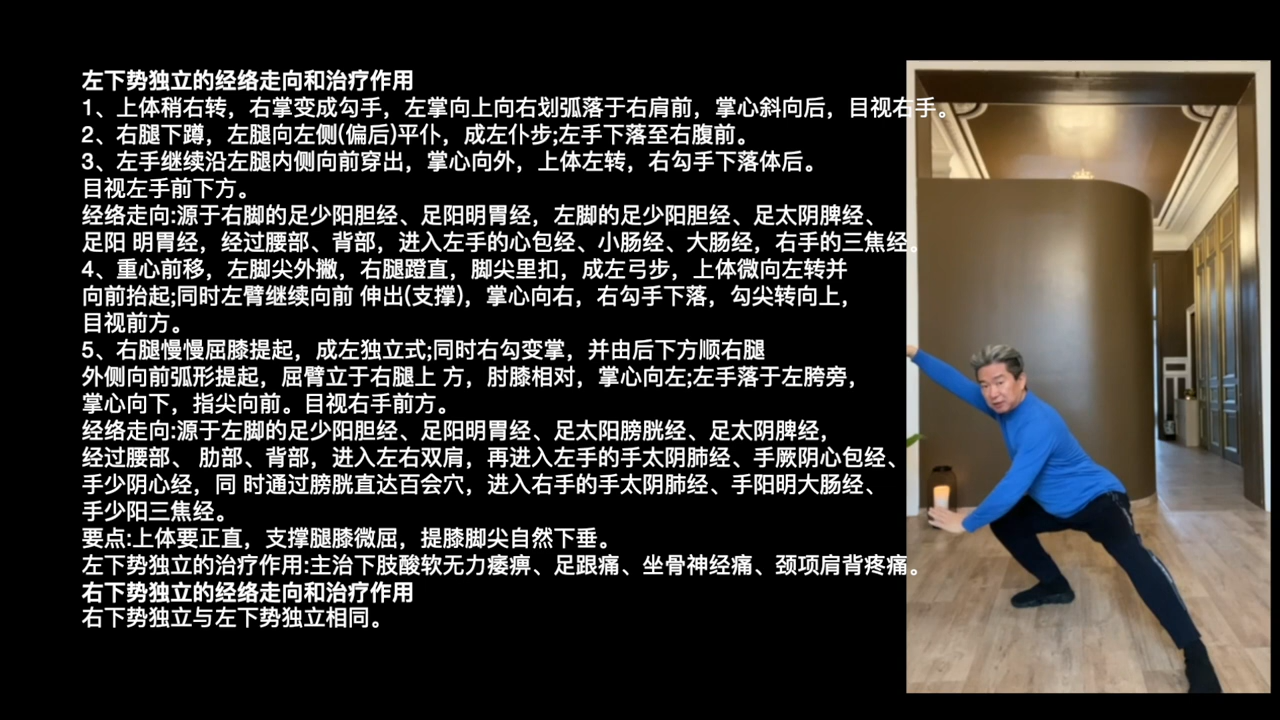 左下势独立的经络走向和治疗作用
1、上体稍右转，右掌变成勾手，左掌向上向右划弧落于右肩前，掌心斜向后，目视右手。
2、右腿下蹲，左腿向左侧(偏后)平仆，成左仆步;左手下落至右腹前。
3、左手继续沿左腿内侧向前穿出，掌心向外，上体左转，右勾手下落体后。
目视左手前下方。
经络走向:源于右脚的足少阳胆经、足阳明胃经，左脚的足少阳胆经、足太阴脾经、
足阳 明胃经，经过腰部、背部，进入左手的心包经、小肠经、大肠经，右手的三焦经。
4、重心前移，左脚尖外撇，右腿蹬直，脚尖里扣，成左弓步，上体微向左转并
向前抬起;同时左臂继续向前 伸出(支撑)，掌心向右，右勾手下落，勾尖转向上，
目视前方。
5、右腿慢慢屈膝提起，成左独立式;同时右勾变掌，并由后下方顺右腿
外侧向前弧形提起，屈臂立于右腿上 方，肘膝相对，掌心向左;左手落于左胯旁，
掌心向下，指尖向前。目视右手前方。
经络走向:源于左脚的足少阳胆经、足阳明胃经、足太阳膀胱经、足太阴脾经，
经过腰部、 肋部、背部，进入左右双肩，再进入左手的手太阴肺经、手厥阴心包经、
手少阴心经，同 时通过膀胱直达百会穴，进入右手的手太阴肺经、手阳明大肠经、
手少阳三焦经。
要点:上体要正直，支撑腿膝微屈，提膝脚尖自然下垂。
左下势独立的治疗作用:主治下肢酸软无力痿痹、足跟痛、坐骨神经痛、颈项肩背疼痛。
右下势独立的经络走向和治疗作用
右下势独立与左下势独立相同。